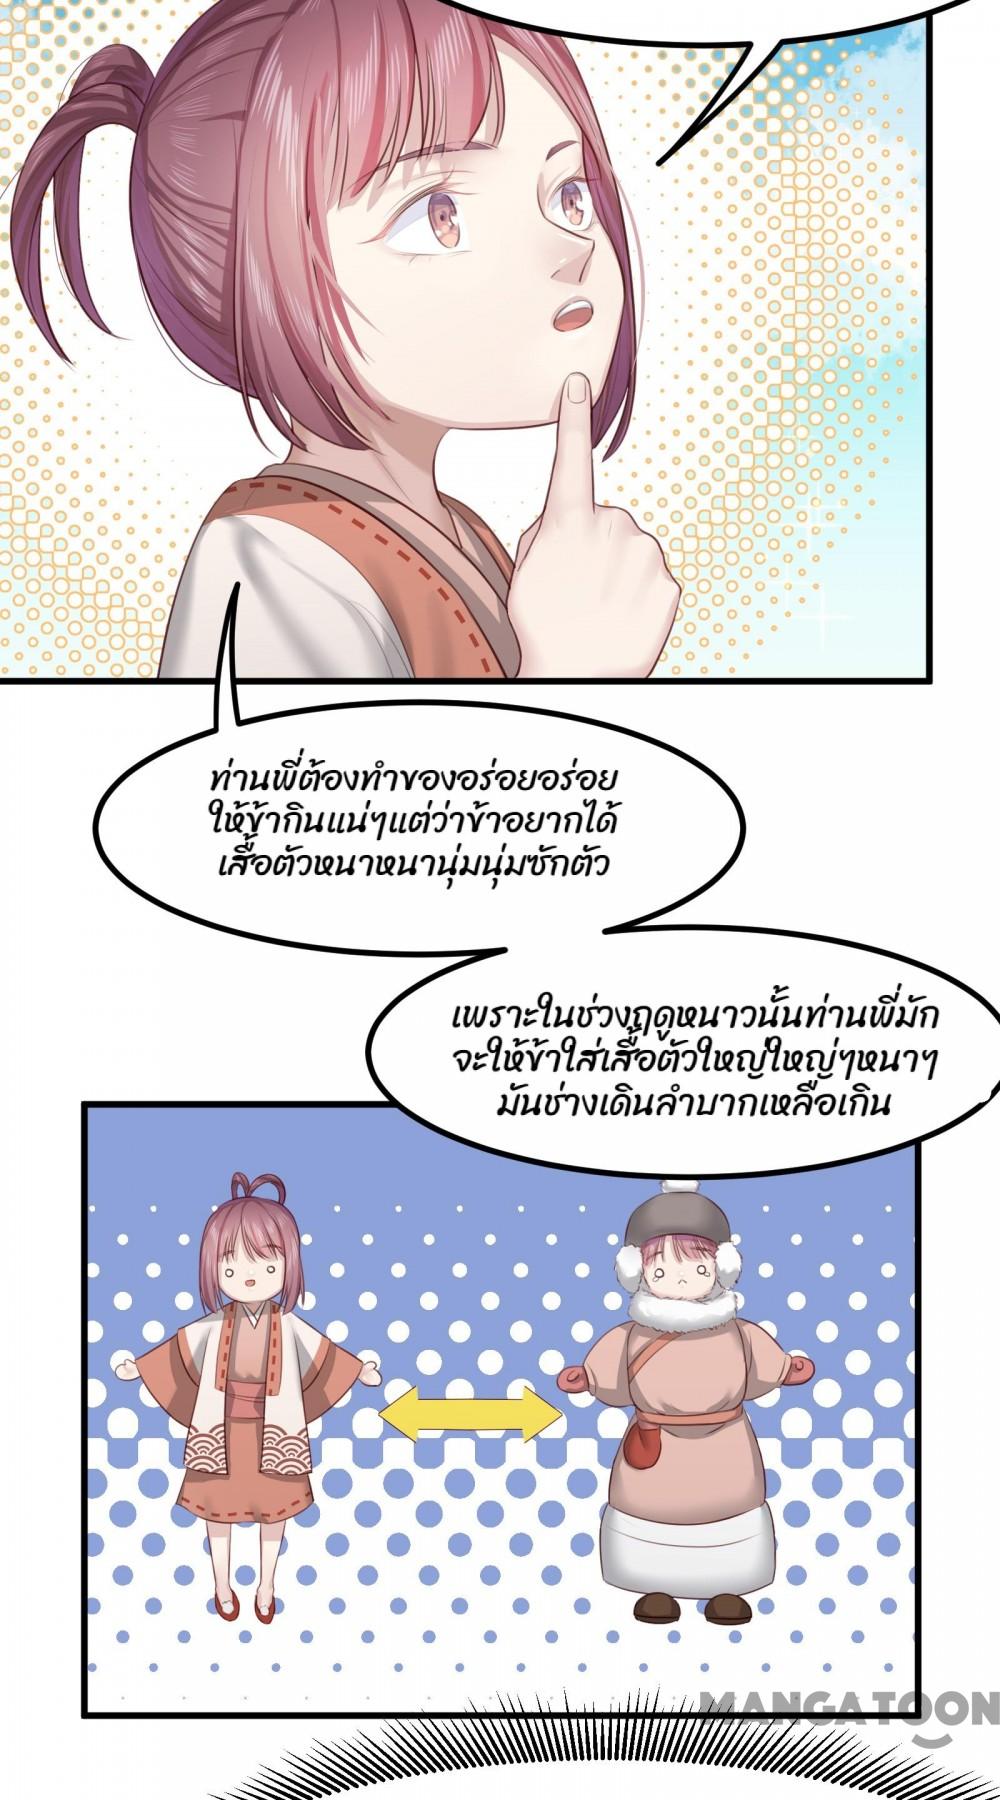 ท่านพี่ต้องทำของอร่อยอร่อย
ให้ข้ากินแน่ๆแต่ว่าข้าอยากได้
เสื้อตัวหนาหนานุ่มนุ่มซักตัว
เพราะในช่วงฤดูหนาวนั้นท่านพี่มัก
จะให้ข้าใส่เสื้อตัวใหญ่ใหญ่ๆหนาๆ
มันช่างเดินลำบากเหลือเกิน
MANGATOON